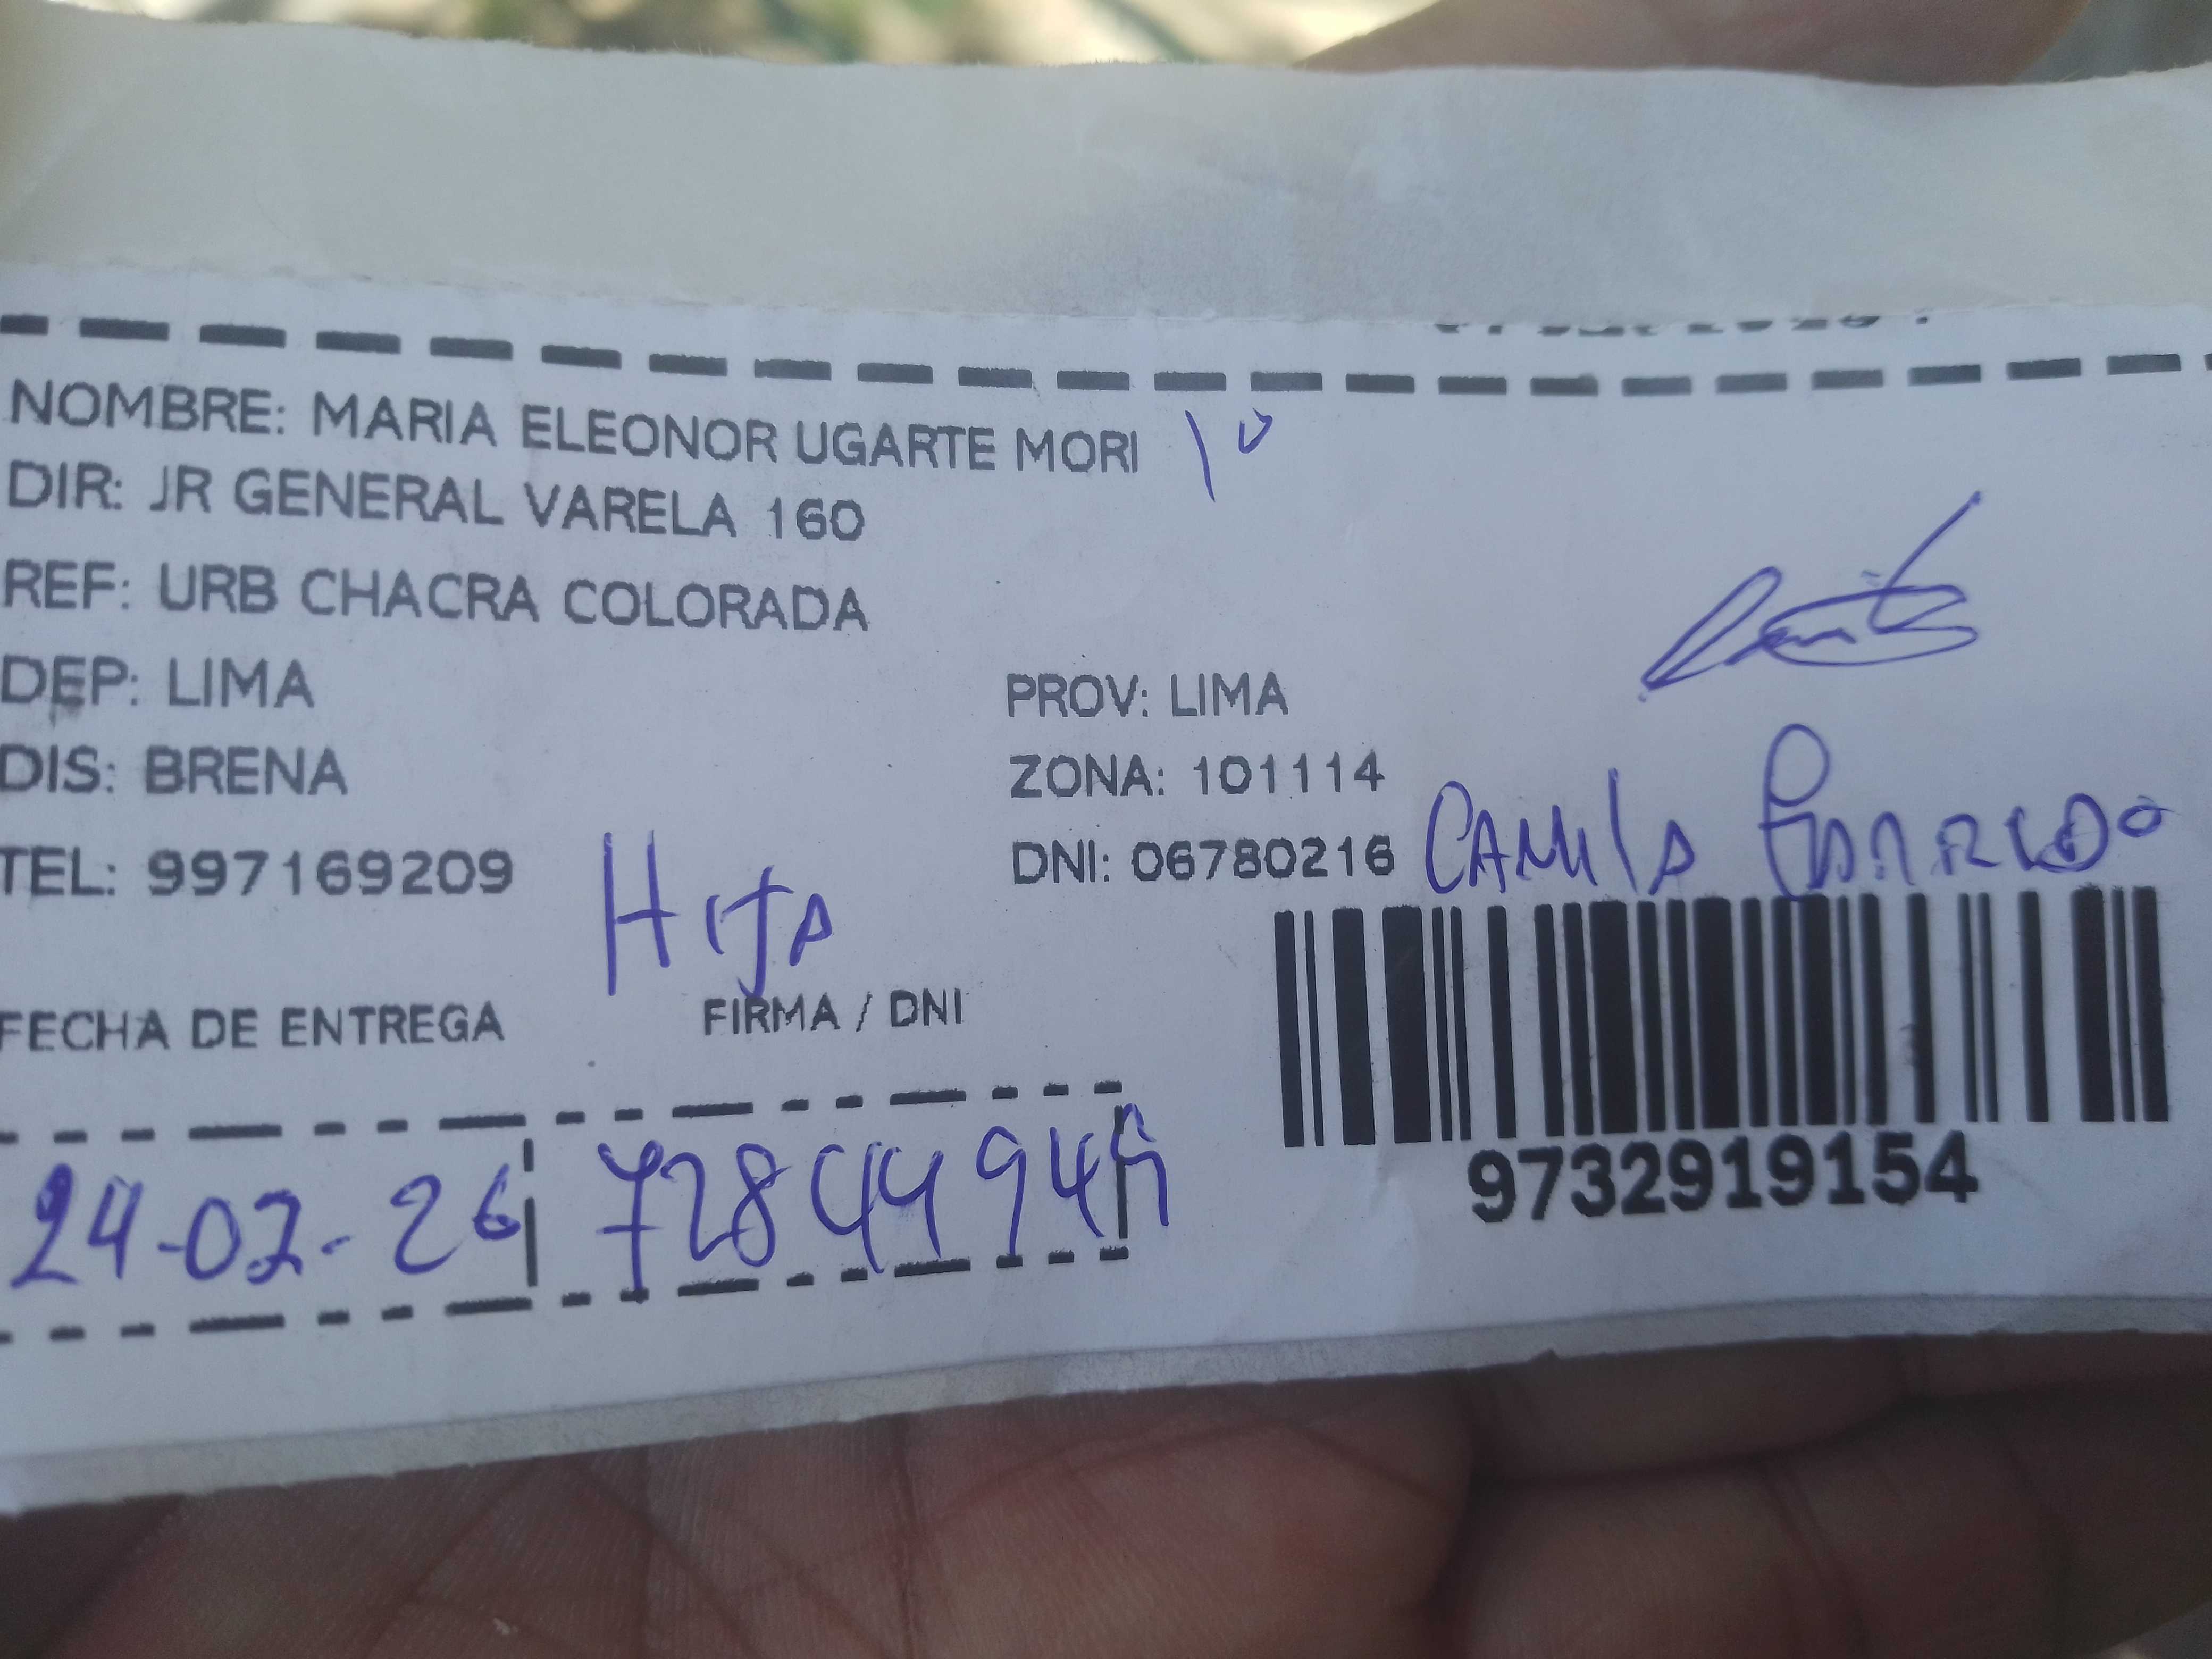 NOMBRE: MARIA ELEONOR UGARTE MORI
DIR: JR GENERAL VARELA 160
REF: URB CHACRA COLORADA
DEP: LIMA PROV: LIMA
DIS: BRENA ZONA: 101114
TEL: 997169209 DNI: 06780216 CAMILA
HIJA
FECHA DE ENTREGA FIRMA / DNI
24-02-26
9732919154